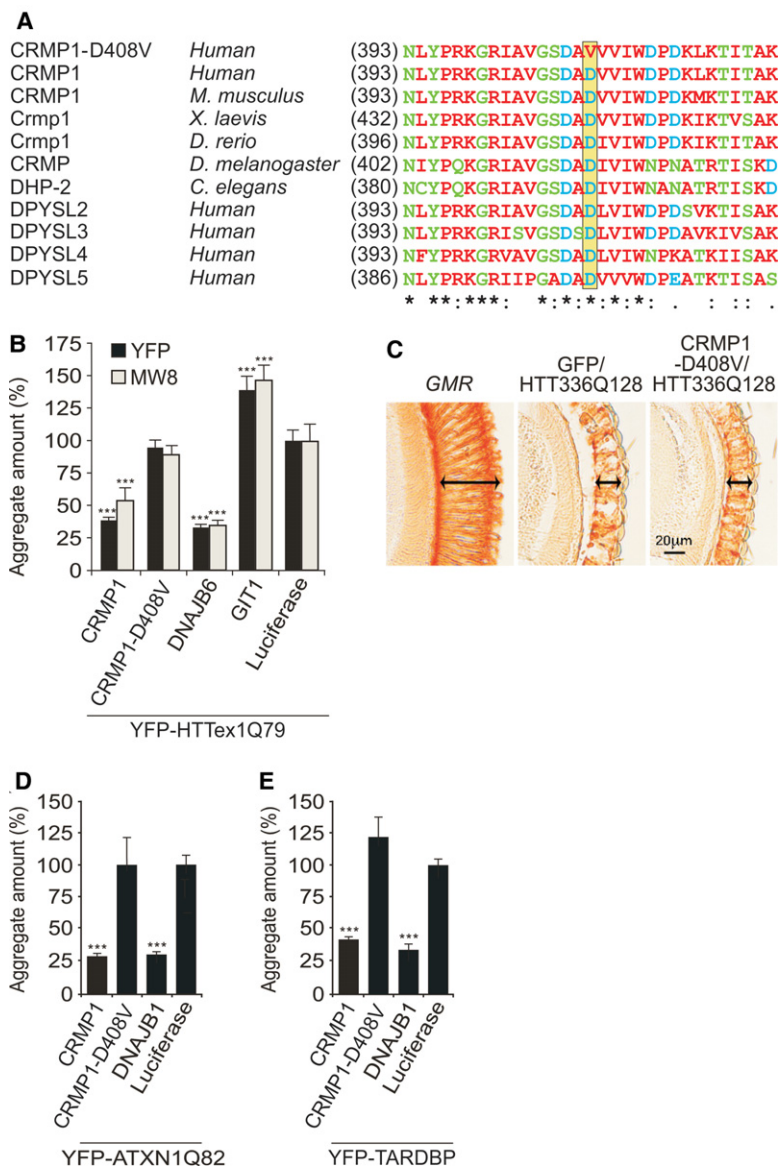 A
CRMP1-D408V Human (393) NLYPRKGRIAVGSDAVVVIWDPDKLKTITAK
CRMP1 Human (393) NLYPRKGRIAVGSDADVVIWDPDKLKTITAK
CRMP1 M. musculus (393) NLYPRKGRIAVGSDADVVIWDPDKMKTITAK
Crmp1 X. laevis (432) NLYPRKGRIAVGSDADVVIWDPDKIKTVSAK
Crmp1 D. rerio (396) NLYPRKGRIAVGSDADVVIWDPDKIKTITAK
CRMP D. melanogaster (402) NIYPQKGRIAVGSDADIVIWNPNATRTISKD
DHP-2 C. elegans (380) NCYPQKGRIAVGSDADIVIWNANATRTISKD
DPYSL2 Human (393) NLYPRKGRIAVGSDADLVIWDPDSVKTISAK
DPYSL3 Human (393) NLYPRKGRISVGSDSDLVIWDPDAVKIVSAK
DPYSL4 Human (393) NFYPRKGRVAVGSDADLVIWNPKATKIISAK
DPYSL5 Human (386) NLYPRKGRIIPGADADVVVWDPEATKTISAS
* **:***: *:*:*:**: . : :: .
B
YFP
MW8
Aggregate amount (%)
175
150
125
100
75
50
25
0
*** *** *** *** *** ***
CRMP1
CRMP1-D408V
DNAJB6
GIT1
Luciferase
YFP-HTTex1Q79
C
GMR
GFP/
HTT336Q128
CRMP1
-D408V/
HTT336Q128
20µm
D
Aggregate amount (%)
150
125
100
75
50
25
0
*** ***
CRMP1
CRMP1-D408V
DNAJB1
Luciferase
YFP-ATXN1Q82
E
Aggregate amount (%)
150
125
100
75
50
25
0
*** ***
CRMP1
CRMP1-D408V
DNAJB1
Luciferase
YFP-TARDBP